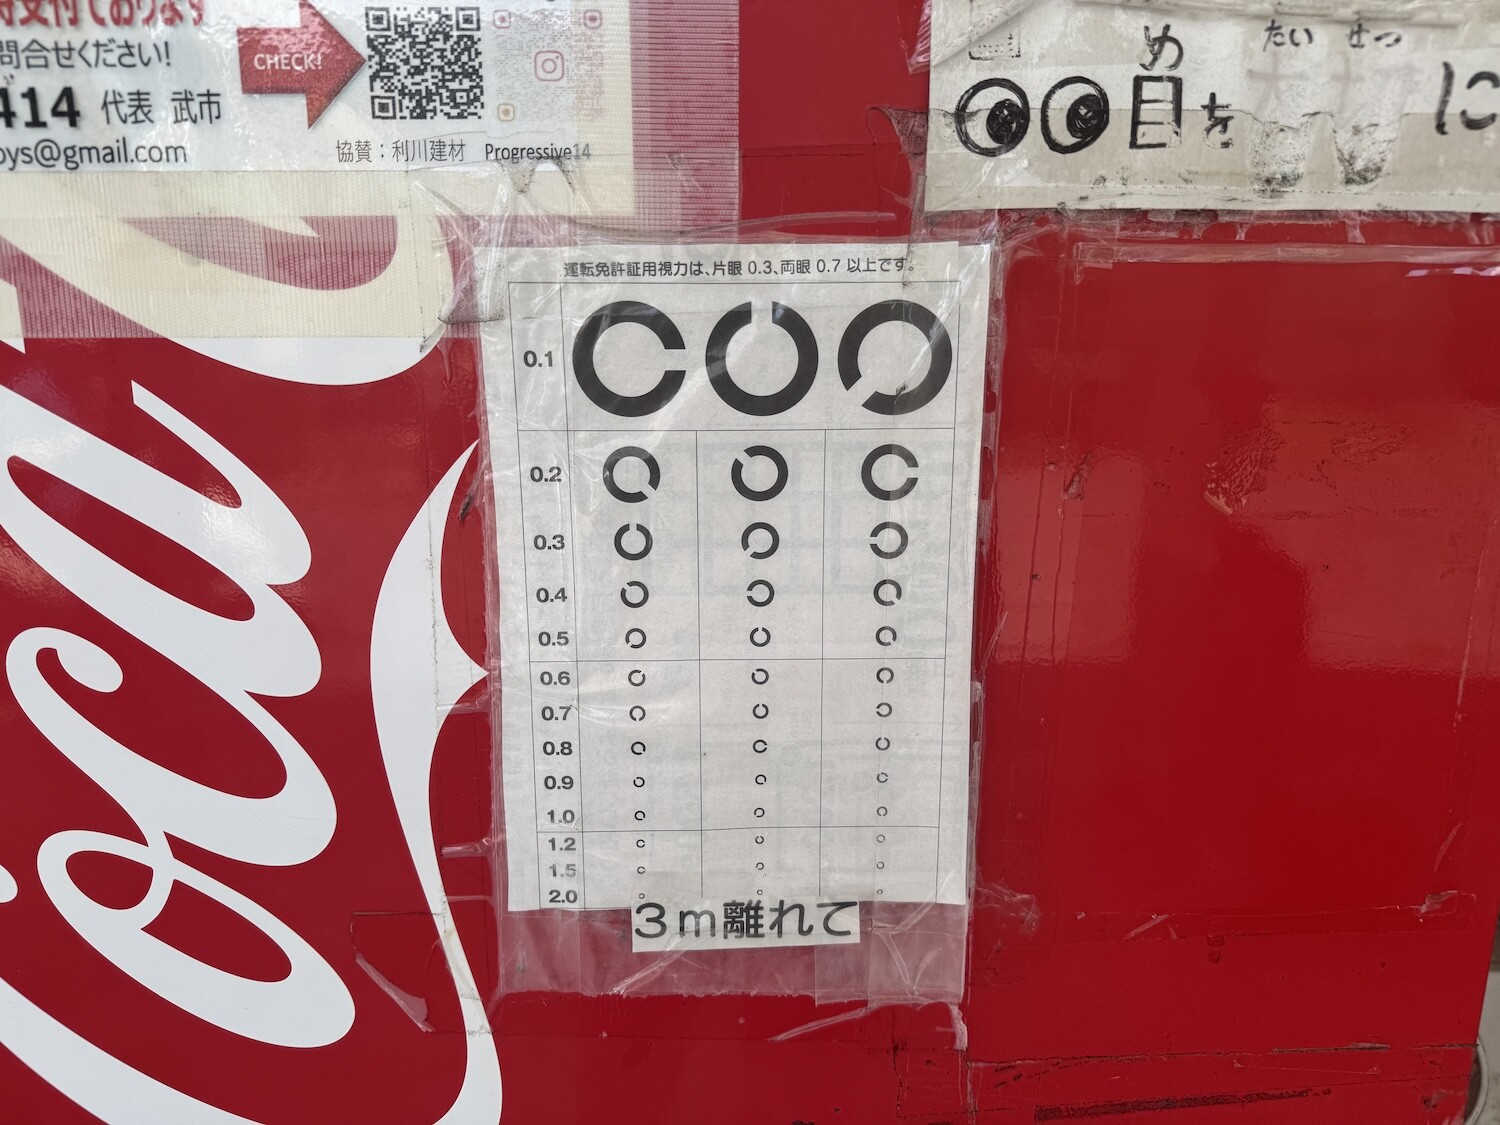 問合せください!
CHECK!
414 代表 武市
oys@gmail.com
協賛：利川建材 Progressive14
め たい せつ
目を に
運転免許証用視力は、片眼 0.3、両眼 0.7 以上です。
0.1
0.2
0.3
0.4
0.5
0.6
0.7
0.8
0.9
1.0
1.2
1.5
2.0
3m離れて
Coca